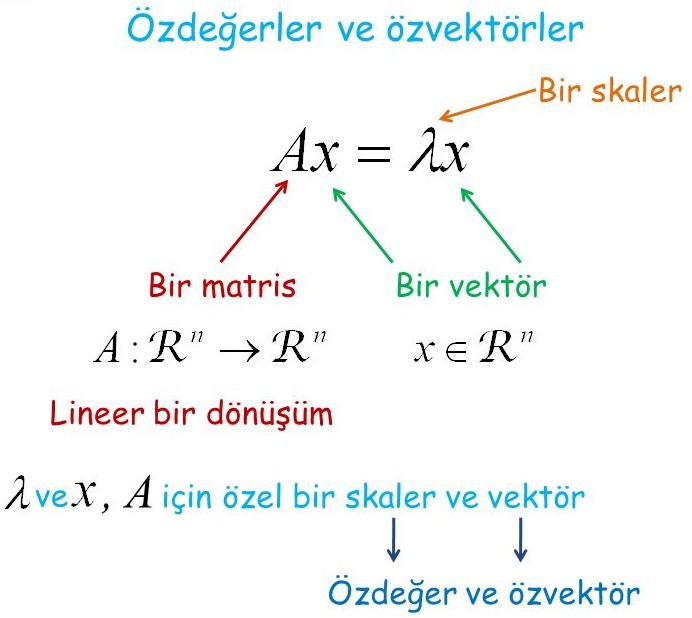 Özdeğerler ve özvektörler
Bir skaler
Ax = λx
Bir matris Bir vektör
A : ℛⁿ → ℛⁿ x ∈ ℛⁿ
Lineer bir dönüşüm
λ ve x, A için özel bir skaler ve vektör
Özdeğer ve özvektör